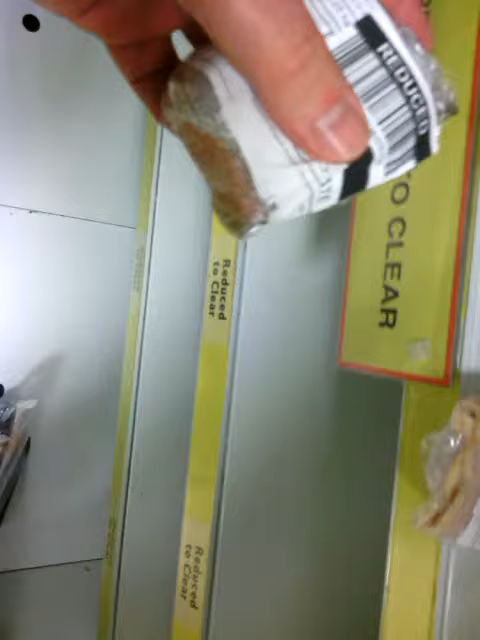 REDUCED
TO CLEAR
Reduced
to Clear
Reduced
to Clear